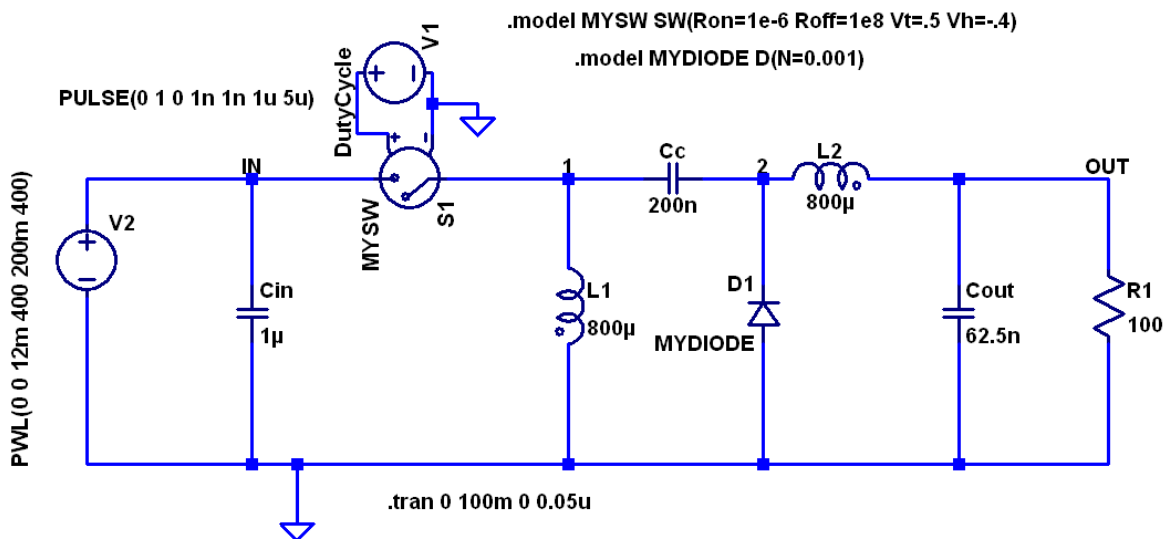 .model MYSW SW(Ron=1e-6 Roff=1e8 Vt=.5 Vh=-.4)
.model MYDIODE D(N=0.001)
PULSE(0 1 0 1n 1n 1u 5u)
DutyCycle
V1
+
−
+
−
IN
MYSW
S1
1
Cc
200n
2
L2
800µ
OUT
PWL(0 0 12m 400 200m 400)
V2
+
−
Cin
1µ
L1
800µ
D1
MYDIODE
Cout
62.5n
R1
100
.tran 0 100m 0 0.05u